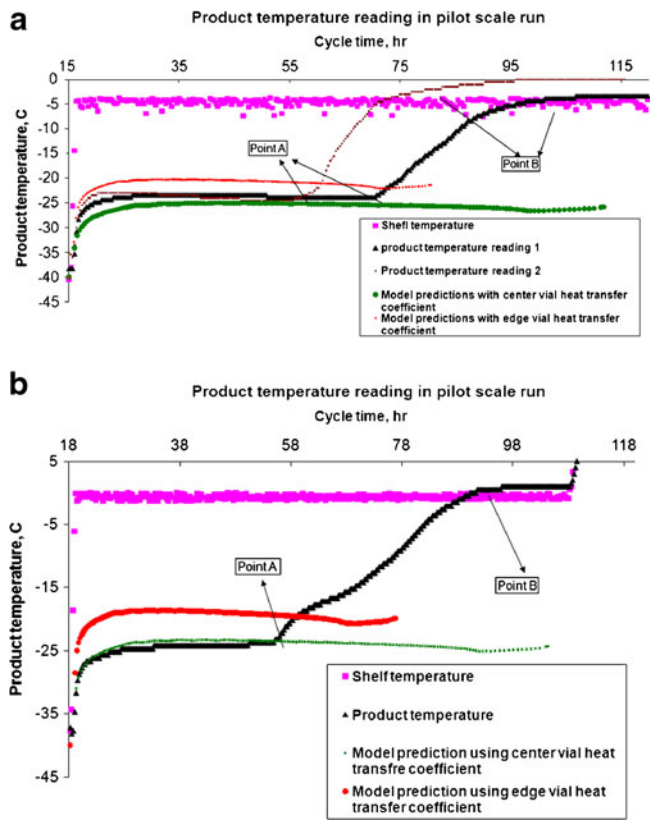 a
Product temperature reading in pilot scale run
Cycle time, hr
15 35 55 75 95 115
Product temperature, C
0
-5
-10
-15
-20
-25
-30
-35
-40
-45
Point A
Point B
Shelf temperature
product temperature reading 1
Product temperature reading 2
Model predictions with center vial heat transfer
coefficient
Model predictions with edge vial heat transfer
coefficient
b
Product temperature reading in pilot scale run
Cycle time, hr
18 38 58 78 98 118
Product temperature, C
5
-5
-15
-25
-35
-45
Point A
Point B
Shelf temperature
Product temperature
Model prediction using center vial heat
transfre coefficient
Model prediction using edge vial heat
transfer coefficient